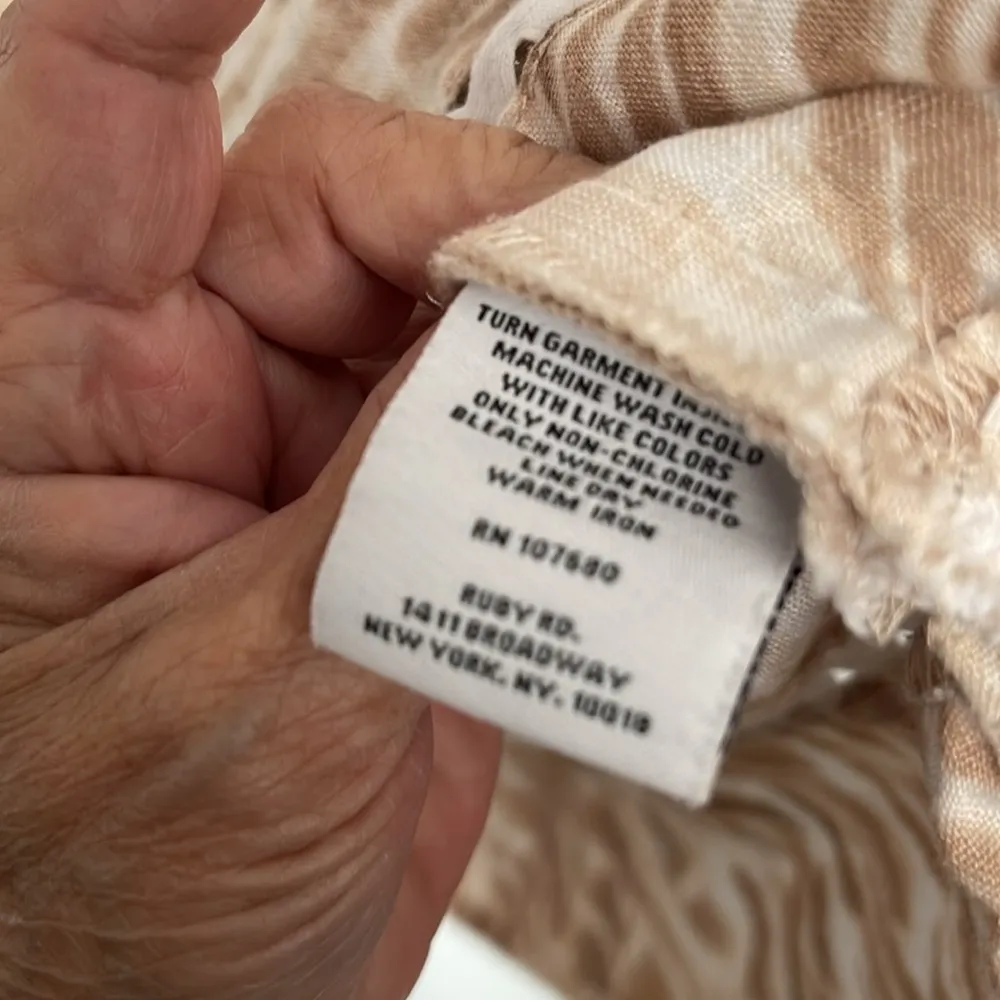 TURN GARMENT INSIDE
MACHINE WASH COLD
WITH LIKE COLORS
ONLY NON-CHLORINE
BLEACH WHEN NEEDED
LINE DRY
WARM IRON
RN 107680
RUBY RD.
1411 BROADWAY
NEW YORK, NY. 10018